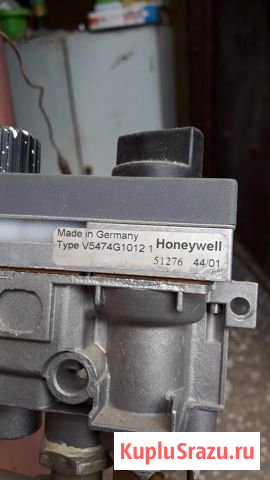 Made in Germany
Type V5474G1012 1 Honeywell
51276 44/01
KupluSrazu.ru